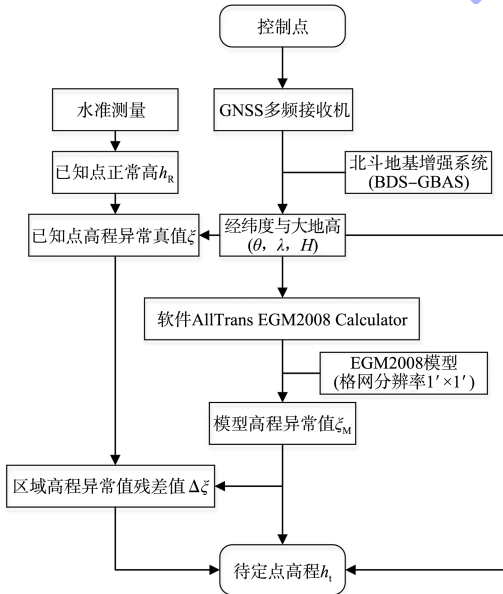 控制点
水准测量
GNSS多频接收机
已知点正常高hR
北斗地基增强系统
(BDS-GBAS)
已知点高程异常真值ξ
经纬度与大地高
(θ, λ, H)
软件AllTrans EGM2008 Calculator
EGM2008模型
(格网分辨率1′×1′)
模型高程异常值ξM
区域高程异常值残差值 Δξ
待定点高程ht